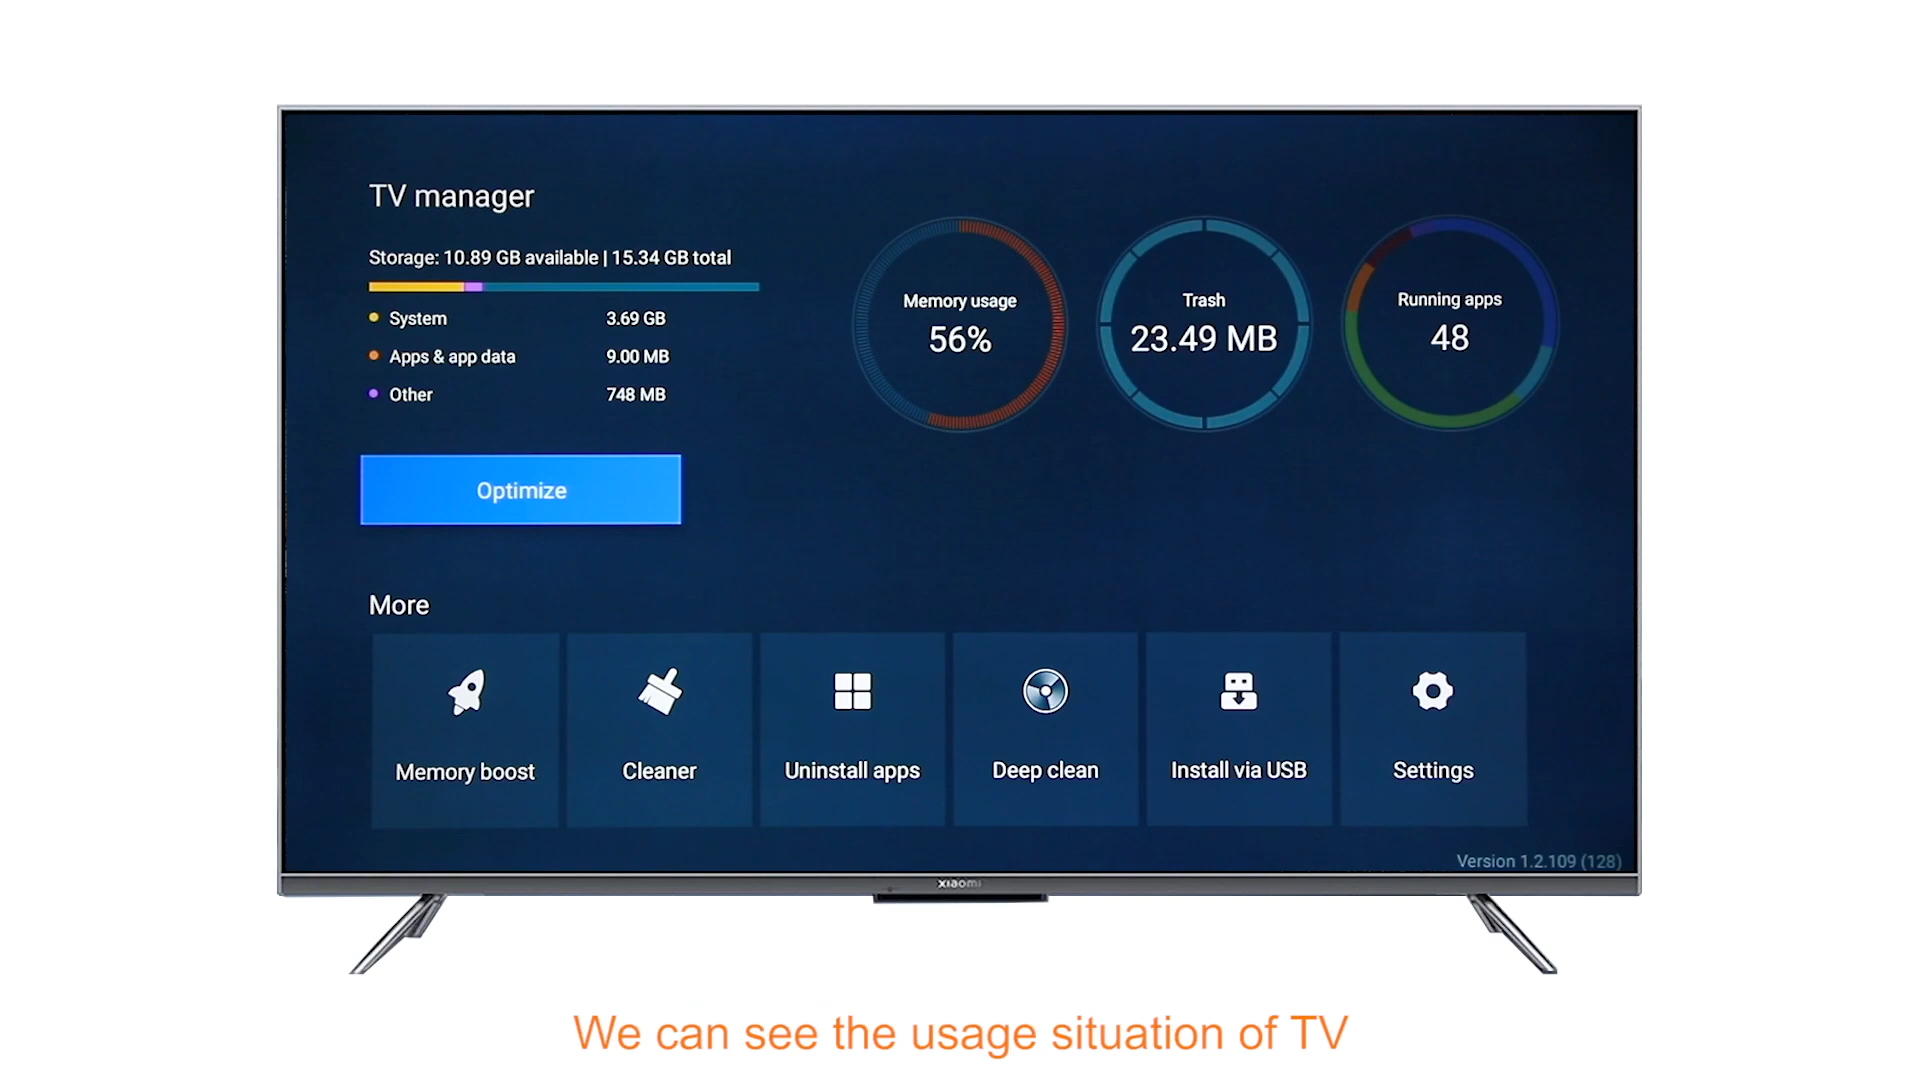 TV manager
Storage: 10.89 GB available | 15.34 GB total
System 3.69 GB
Apps & app data 9.00 MB
Other 748 MB
Memory usage
56%
Trash
23.49 MB
Running apps
48
Optimize
More
Memory boost
Cleaner
Uninstall apps
Deep clean
Install via USB
Settings
Version 1.2.109 (128)
xiaomi
We can see the usage situation of TV